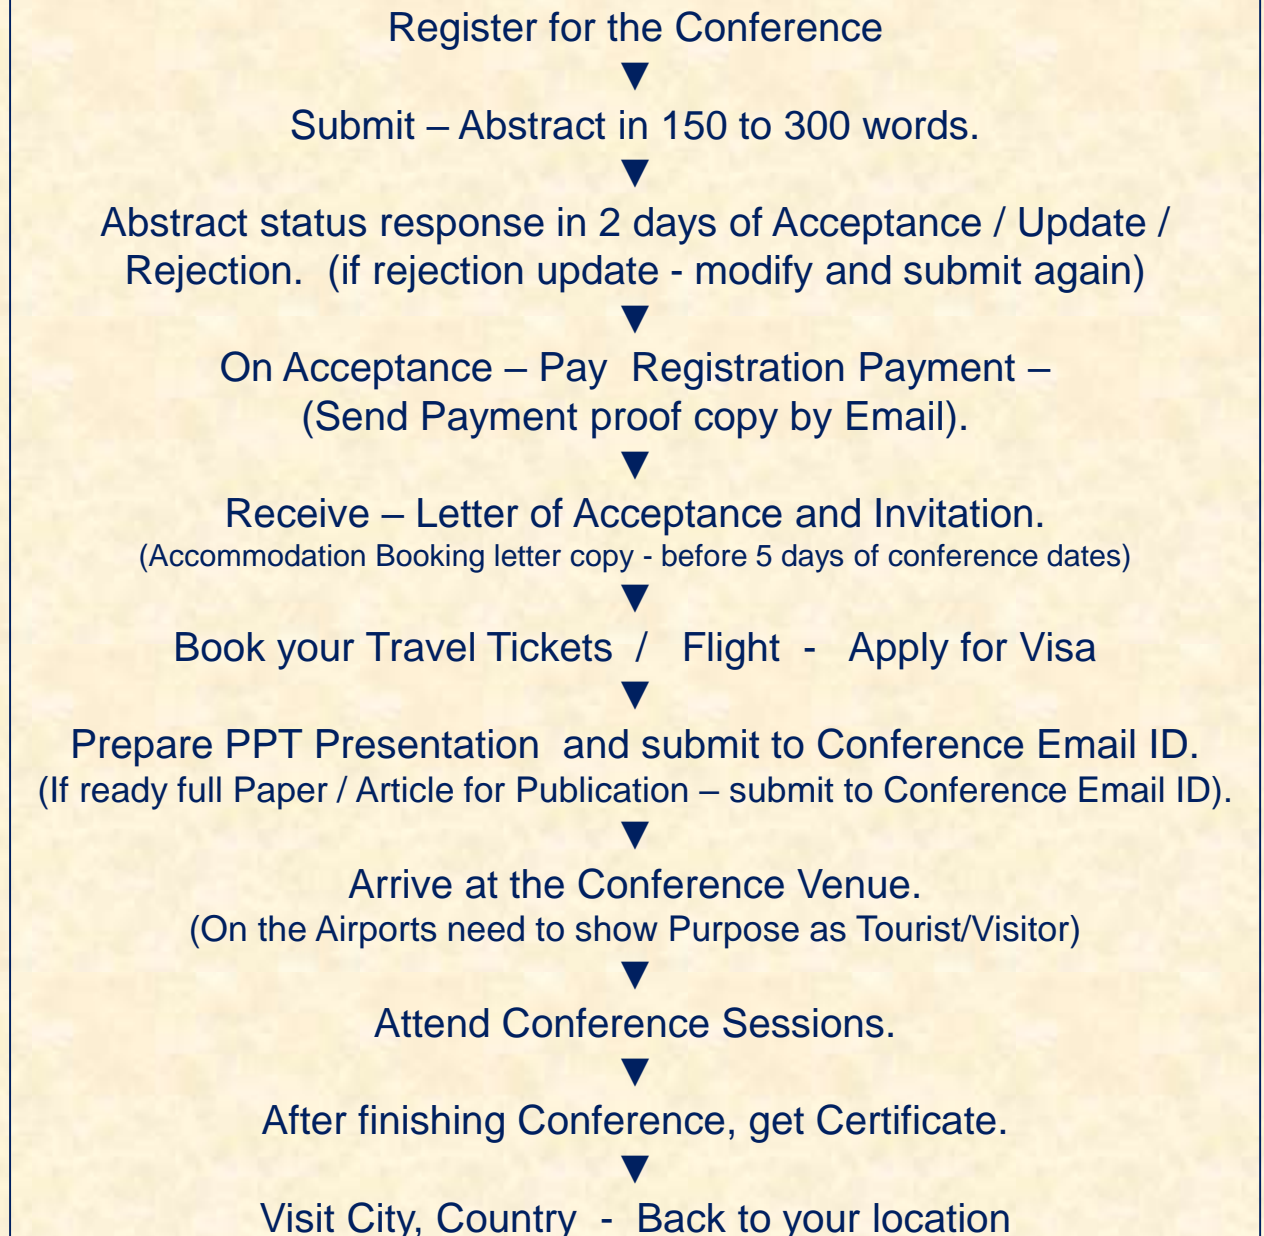 Register for the Conference
▼
Submit – Abstract in 150 to 300 words.
▼
Abstract status response in 2 days of Acceptance / Update /
Rejection. (if rejection update - modify and submit again)
▼
On Acceptance – Pay Registration Payment –
(Send Payment proof copy by Email).
▼
Receive – Letter of Acceptance and Invitation.
(Accommodation Booking letter copy - before 5 days of conference dates)
▼
Book your Travel Tickets / Flight - Apply for Visa
▼
Prepare PPT Presentation and submit to Conference Email ID.
(If ready full Paper / Article for Publication – submit to Conference Email ID).
▼
Arrive at the Conference Venue.
(On the Airports need to show Purpose as Tourist/Visitor)
▼
Attend Conference Sessions.
▼
After finishing Conference, get Certificate.
▼
Visit City, Country - Back to your location